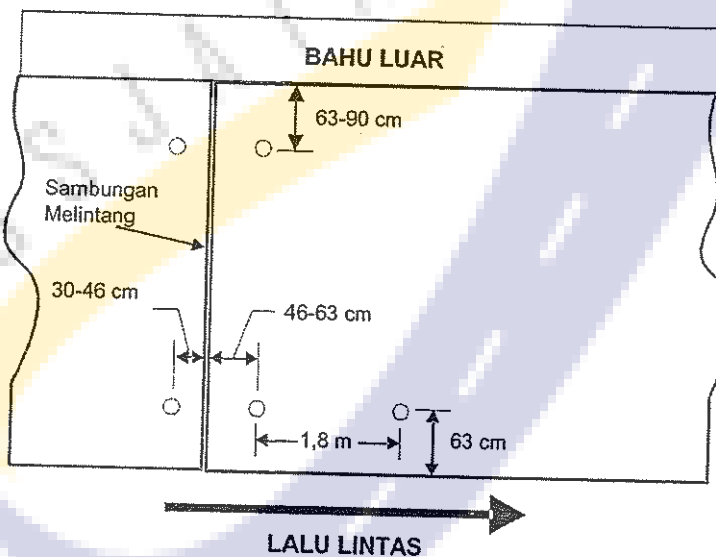 BAHU LUAR
63-90 cm
Sambungan
Melintang
30-46 cm
46-63 cm
1,8 m
63 cm
LALU LINTAS